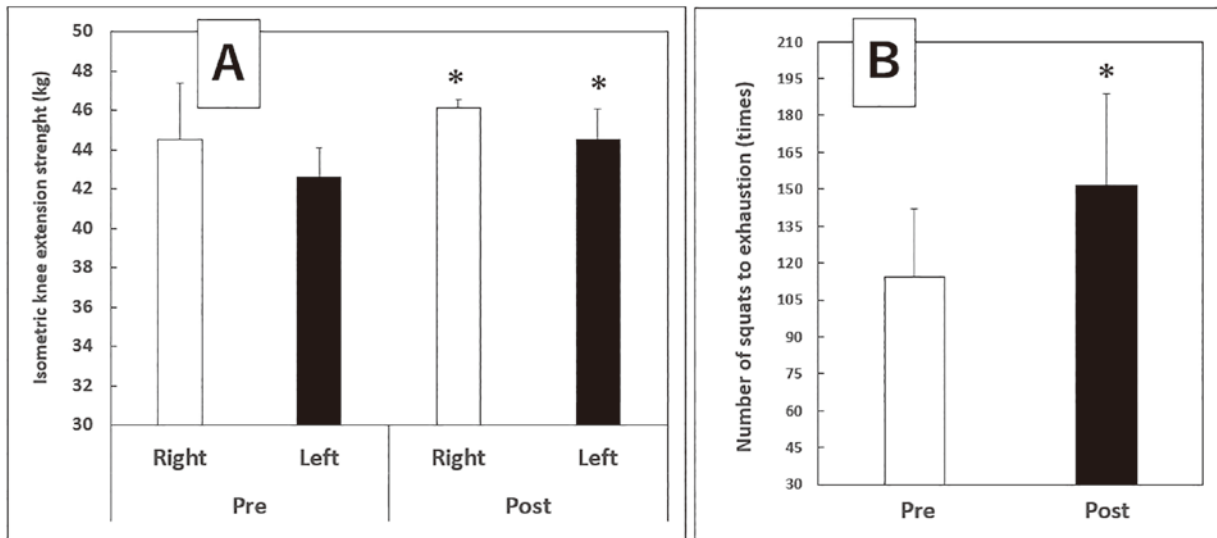 A
Isometric knee extension strenght (kg)
50
48
46
44
42
40
38
36
34
32
30
*
*
Right
Left
Right
Left
Pre
Post
B
Number of squats to exhaustion (times)
210
195
180
165
150
135
120
105
90
75
60
45
30
*
Pre
Post